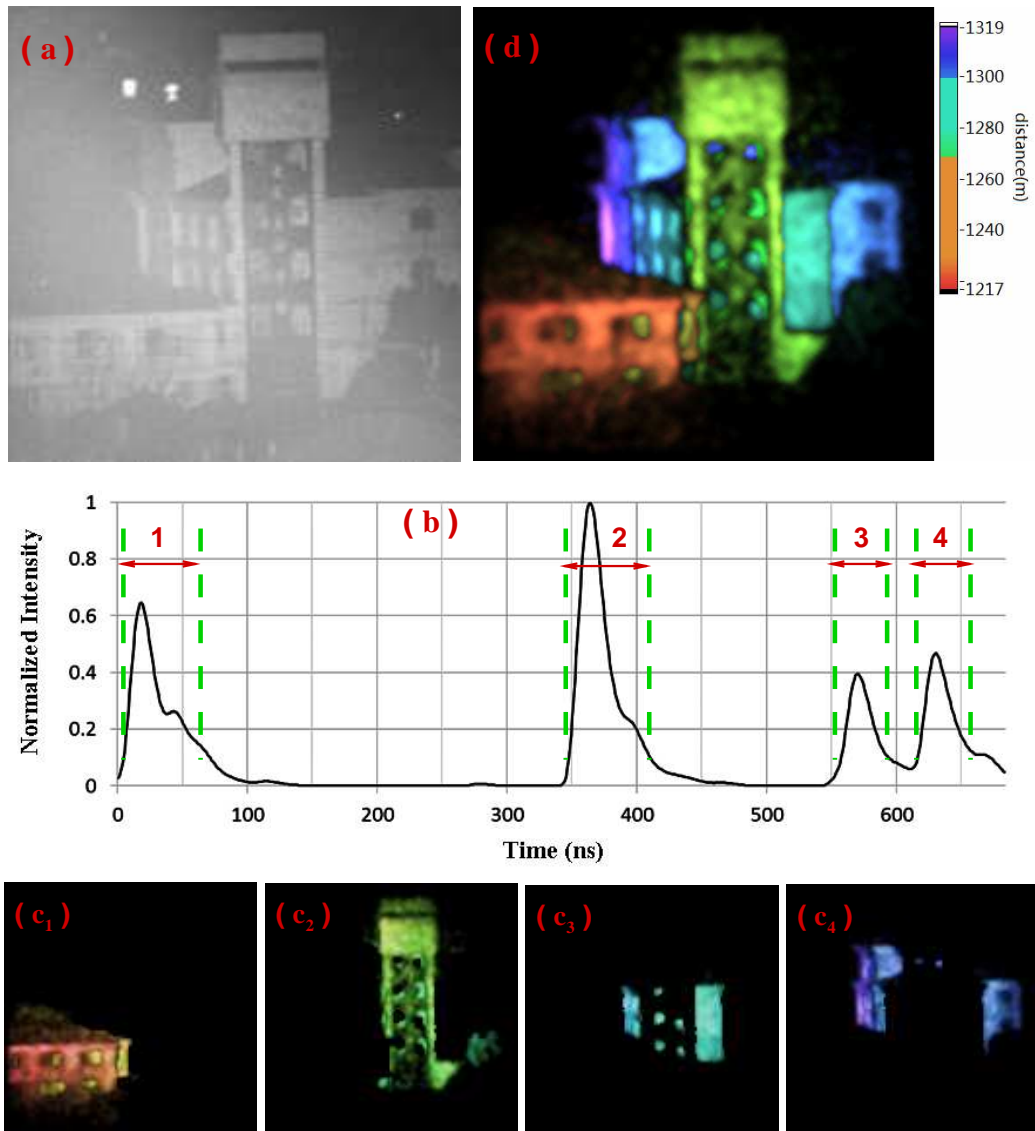 ( a )
( d )
1319
1300
1280
1260
1240
1217
distance(m)
( b )
1
2
3
4
Normalized Intensity
1
0.8
0.6
0.4
0.2
0
0
100
200
300
400
500
600
Time (ns)
( c₁ )
( c₂ )
( c₃ )
( c₄ )